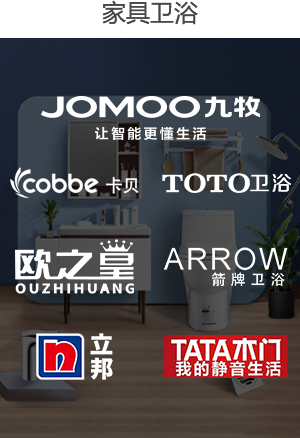 家具卫浴
JOMOO九牧
让智能更懂生活
cobbe 卡贝
TOTO卫浴
欧之皇
OUZHIHUANG
ARROW
箭牌卫浴
n 立邦
TATA木门
我的静音生活